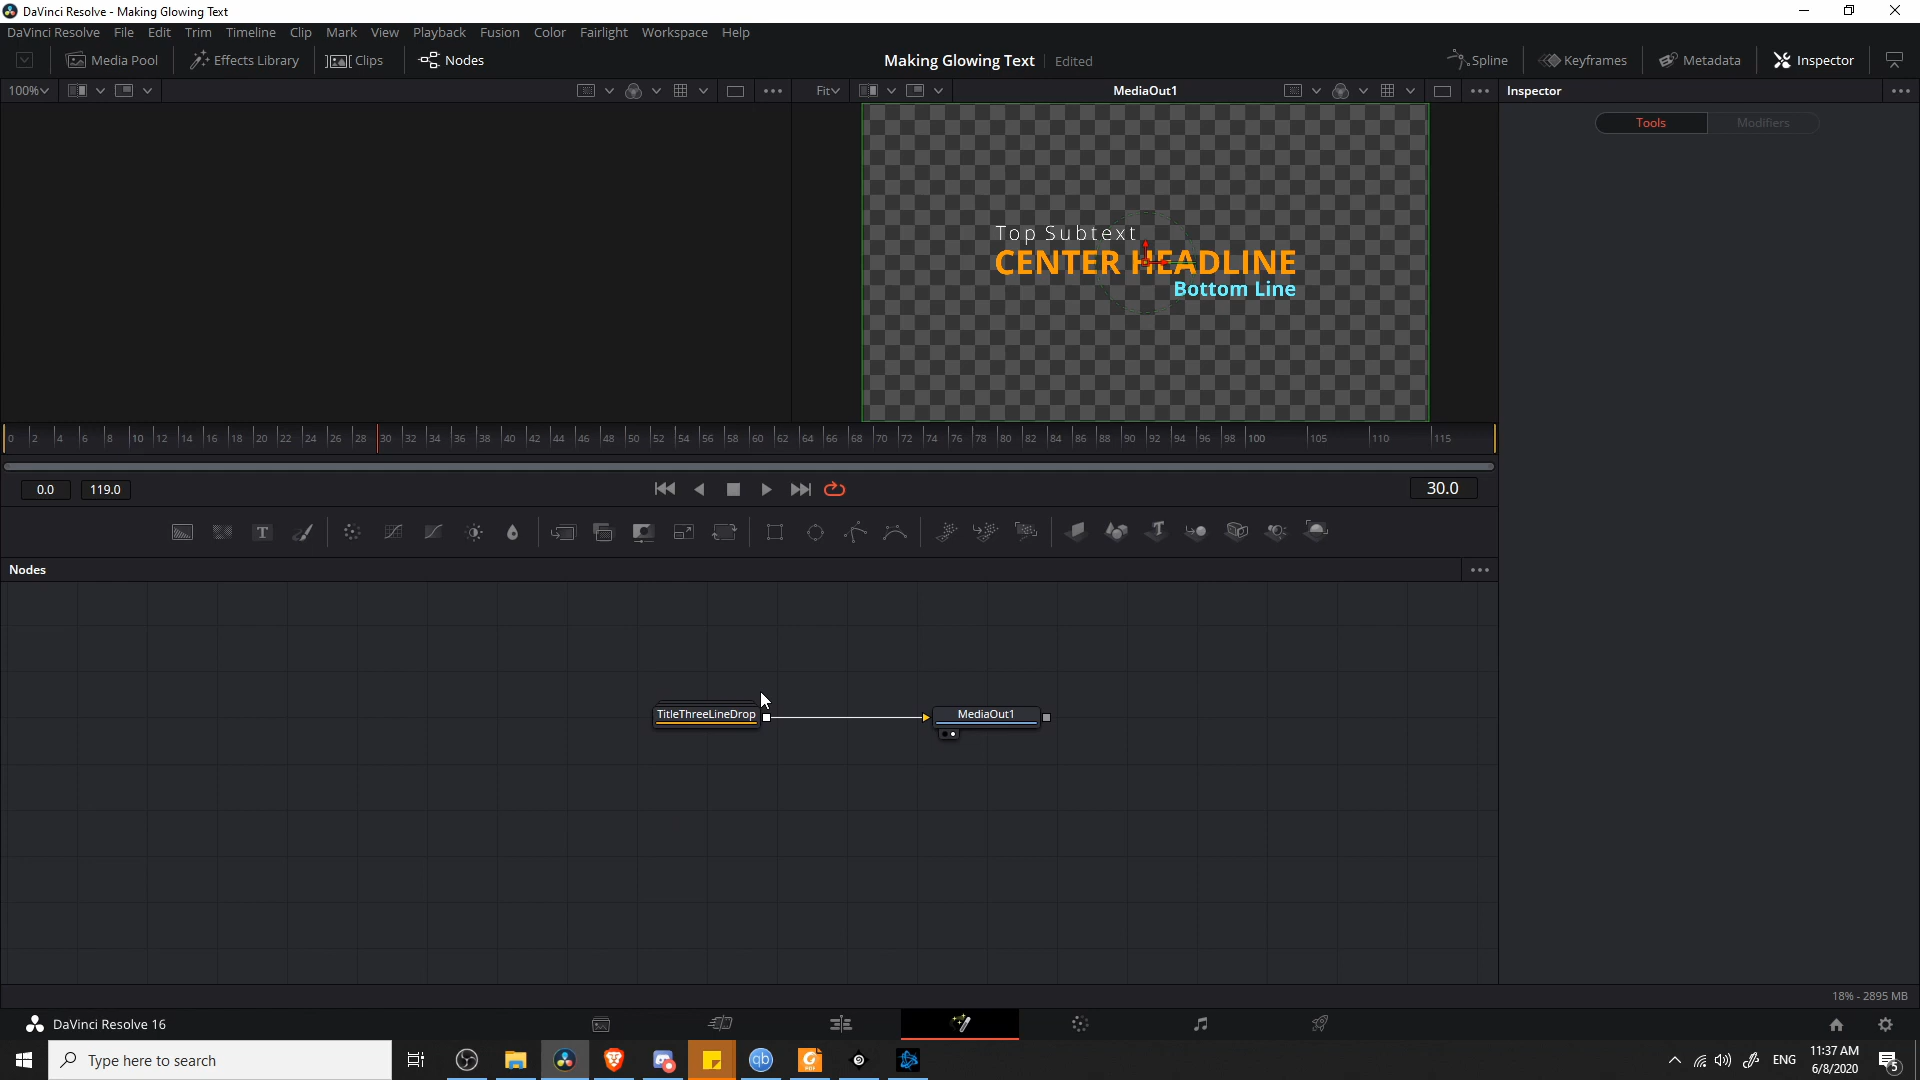 DaVinci Resolve - Making Glowing Text
DaVinci Resolve File Edit Trim Timeline Clip Mark View Playback Fusion Color Fairlight Workspace Help
Media Pool Effects Library Clips Nodes Making Glowing Text Edited Spline Keyframes Metadata Inspector
100% Fit MediaOut1 Inspector
Tools Modifiers
Top Subtext
CENTER HEADLINE
Bottom Line
0 2 4 6 8 10 12 14 16 18 20 22 24 26 28 30 32 34 36 38 40 42 44 46 48 50 52 54 56 58 60 62 64 66 68 70 72 74 76 78 80 82 84 86 88 90 92 94 96 98 100 105 110 115
0.0 119.0 30.0
T T
Nodes
TitleThreeLineDrop MediaOut1
18% - 2895 MB
DaVinci Resolve 16
Type here to search qb ENG 11:37 AM
6/8/2020 5